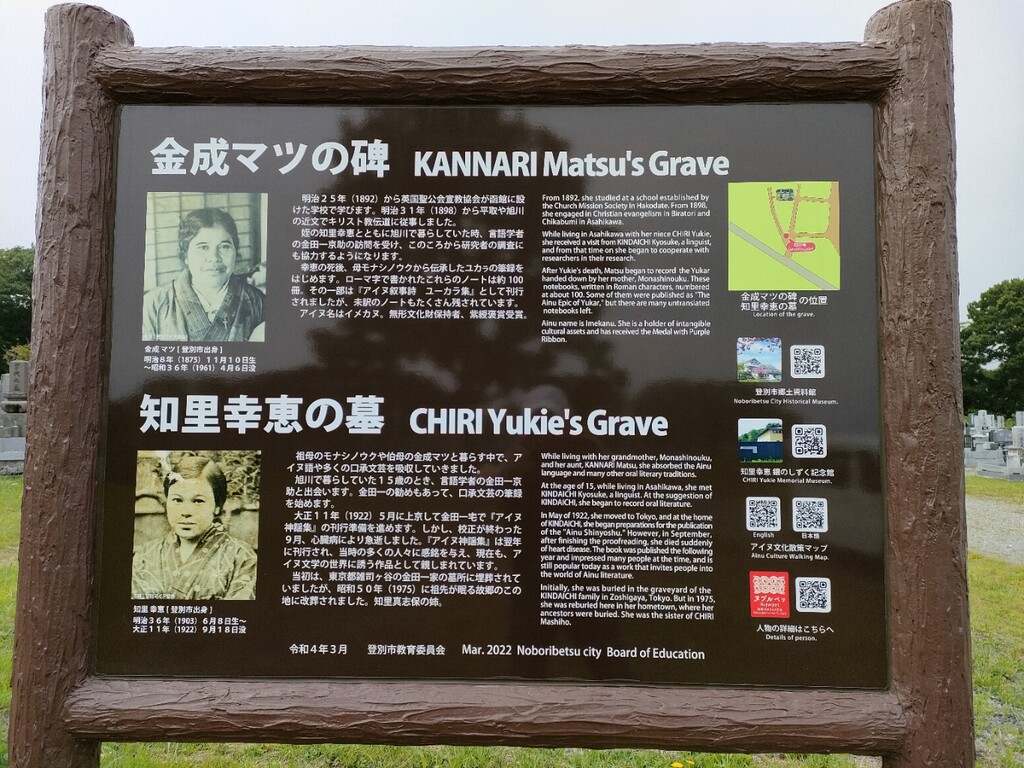 金成マツの碑 KANNARI Matsu's Grave
明治25年（1892）から英国聖公会宣教協会が函館に設
けた学校で学びます。明治31年（1898）から平取や旭川
の近文でキリスト教伝道に従事しました。
姪の知里幸恵とともに旭川で暮らしていた時、言語学者
の金田一京助の訪問を受け、このころから研究者の調査に
も協力するようになります。
幸恵の死後、母モナシノウクから伝承したユカㇻの筆録を
はじめます。ローマ字で書かれたこれらのノートは約100
冊。その一部は『アイヌ叙事詩　ユーカラ集』として刊行
されましたが、未訳のノートもたくさん残されています。
アイヌ名はイメカヌ。無形文化財保持者、紫綬褒賞受賞。
金成 マツ [ 登別市出身 ]
明治8年（1875）11月10日生
～昭和36年（1961）4月6日没
From 1892, she studied at a school established by
the Church Mission Society in Hakodate. From 1898,
she engaged in Christian evangelism in Biratori and
Chikabumi in Asahikawa.
While living in Asahikawa with her niece CHIRI Yukie,
she received a visit from KINDAICHI Kyosuke, a linguist,
and from that time on she began to cooperate with
researchers in their research.
After Yukie's death, Matsu began to record the Yukar
handed down by her mother, Monashinouku. These
notebooks, written in Roman characters, numbered
at about 100. Some of them were published as "The
Ainu Epic of Yukar," but there are many untranslated
notebooks left.
Ainu name is Imekanu. She is a holder of intangible
cultural assets and has received the Medal with Purple
Ribbon.
金成マツの碑
知里幸恵の墓 の位置
Location of the grave.
登別市郷土資料館
Noboribetsu City Historical Museum.
知里幸恵 銀のしずく記念館
CHIRI Yukie Memorial Museum.
English 日本語
アイヌ文化散策マップ
Ainu Culture Walking Map.
ヌプルペッ
Nupurpet
人物の詳細はこちらへ
Details of person.
知里幸恵の墓 CHIRI Yukie's Grave
祖母のモナシノウクや伯母の金成マツと暮らす中で、ア
イヌ語や多くの口承文芸を吸収していきました。
旭川で暮らしていた15歳のとき、言語学者の金田一京
助と出会います。金田一の勧めもあって、口承文芸の筆録
を始めます。
大正11年（1922）5月に上京して金田一宅で『アイヌ
神謡集』の刊行準備を進めます。しかし、校正が終わった
9月、心臓病により急逝しました。『アイヌ神謡集』は翌年
に刊行され、当時の多くの人々に感銘を与え、現在も、ア
イヌ文学の世界に誘う作品として親しまれています。
当初は、東京都雑司ヶ谷の金田一家の墓所に埋葬されて
いましたが、昭和50年（1975）に祖先が眠る故郷のこの
地に改葬されました。知里真志保の姉。
知里 幸恵 [ 登別市出身 ]
明治36年（1903）6月8日生～
大正11年（1922）9月18日没
While living with her grandmother, Monashinouku,
and her aunt, KANNARI Matsu, she absorbed the Ainu
language and many other oral literary traditions.
At the age of 15, while living in Asahikawa, she met
KINDAICHI Kyosuke, a linguist. At the suggestion of
KINDAICHI, she began to record oral literature.
In May of 1922, she moved to Tokyo, and at the home
of KINDAICHI, she began preparations for the publication
of the "Ainu Shinyoshu." However, in September,
after finishing the proofreading, she died suddenly
of heart disease. The book was published the following
year and impressed many people at the time, and is
still popular today as a work that invites people into
the world of Ainu literature.
Initially, she was buried in the graveyard of the
KINDAICHI family in Zoshigaya, Tokyo. But in 1975,
she was reburied here in her hometown, where her
ancestors were buried. She was the sister of CHIRI
Mashiho.
令和4年3月　登別市教育委員会　Mar. 2022 Noboribetsu city Board of Education